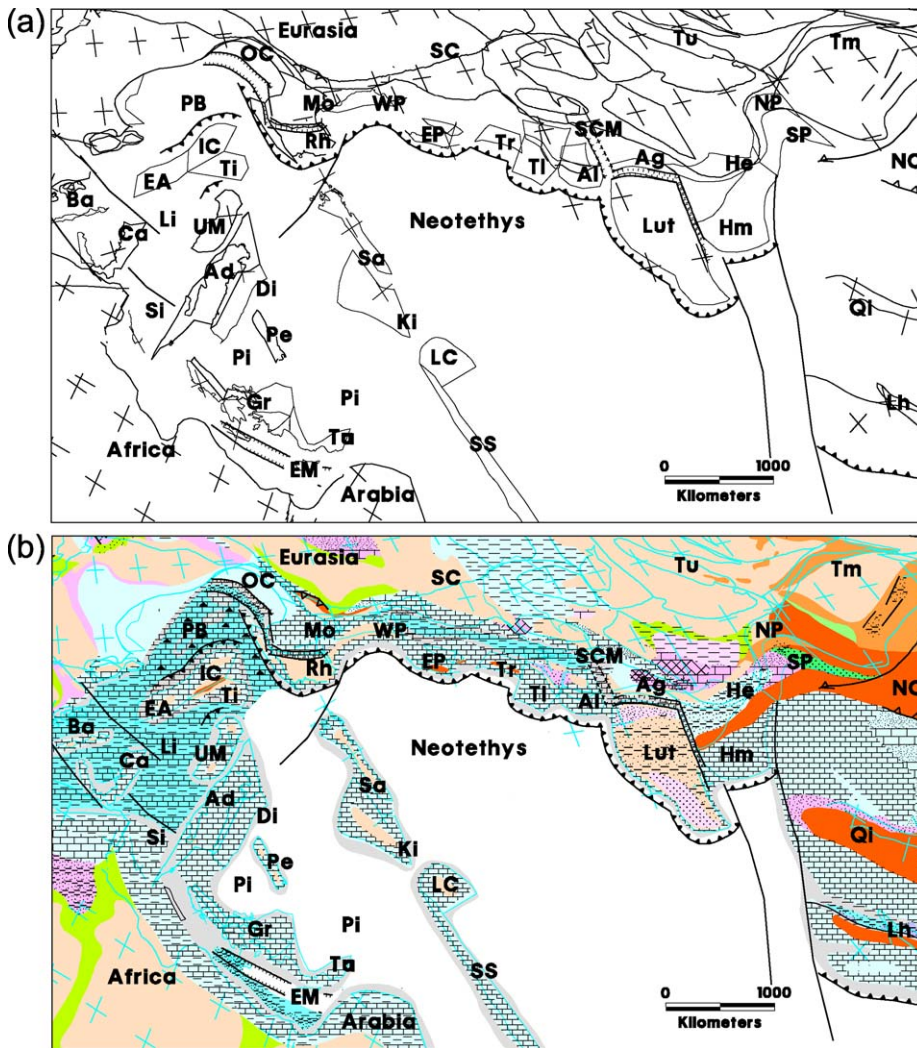 (a)
Eurasia
OC
SC
Tu
Tm
PB
Mo
WP
NP
IC
EP
SCM
SP
Rh
Tr
Tl
Al
Ag
He
NC
EA
Ti
Ba
Li
UM
Neotethys
Lut
Hm
Ca
Ad
Sa
Si
Di
Ki
Qi
Pe
Pi
LC
Gr
Pi
Lh
Africa
Ta
SS
EM
Arabia
0 1000
Kilometers
(b)
Eurasia
OC
SC
Tu
Tm
PB
Mo
WP
NP
IC
EP
SCM
SP
Rh
Tr
Tl
Al
Ag
He
NC
EA
Ti
Ba
Li
UM
Neotethys
Lut
Hm
Ca
Ad
Sa
Si
Di
Ki
Qi
Pe
Pi
LC
Gr
Pi
Lh
Africa
Ta
SS
EM
Arabia
0 1000
Kilometers